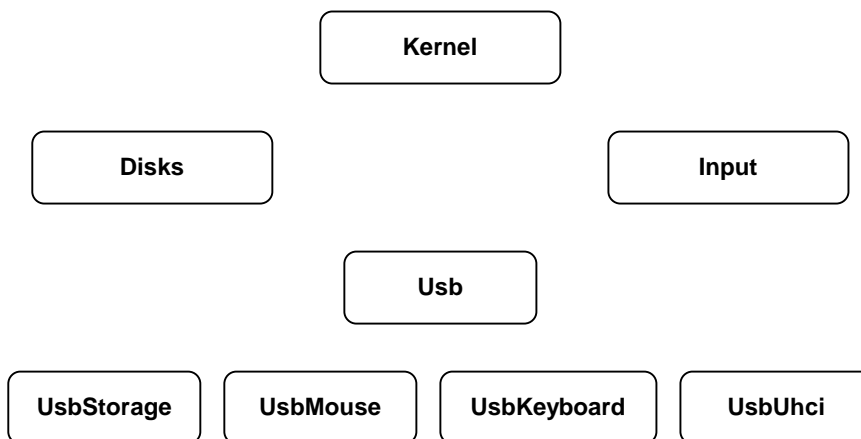 Kernel
Disks Input
Usb
UsbStorage UsbMouse UsbKeyboard UsbUhci